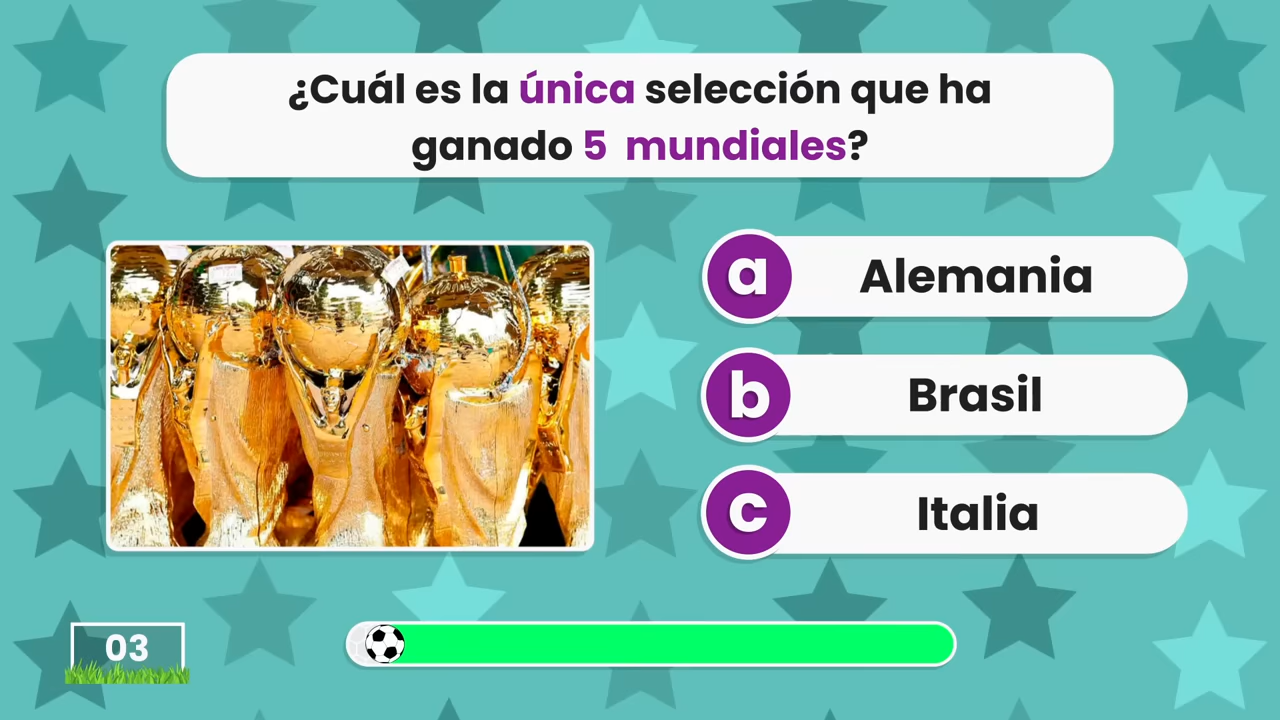 ¿Cuál es la única selección que ha
ganado 5 mundiales?
a Alemania
b Brasil
c Italia
03